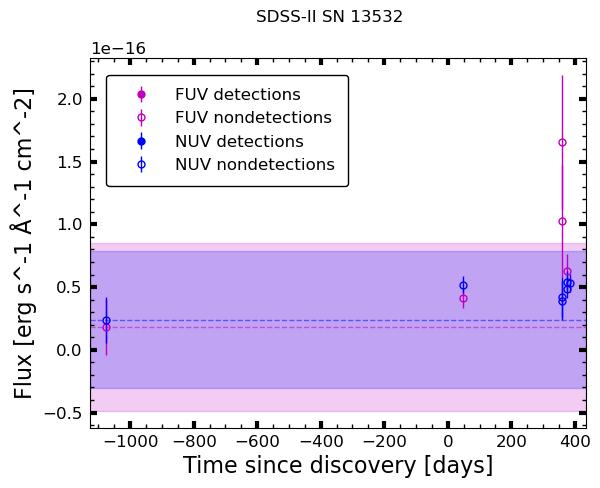 SDSS-II SN 13532
1e−16
Flux [erg s^-1 Å^-1 cm^-2]
2.0
1.5
1.0
0.5
0.0
−0.5
FUV detections
FUV nondetections
NUV detections
NUV nondetections
−1000 −800 −600 −400 −200 0 200 400
Time since discovery [days]